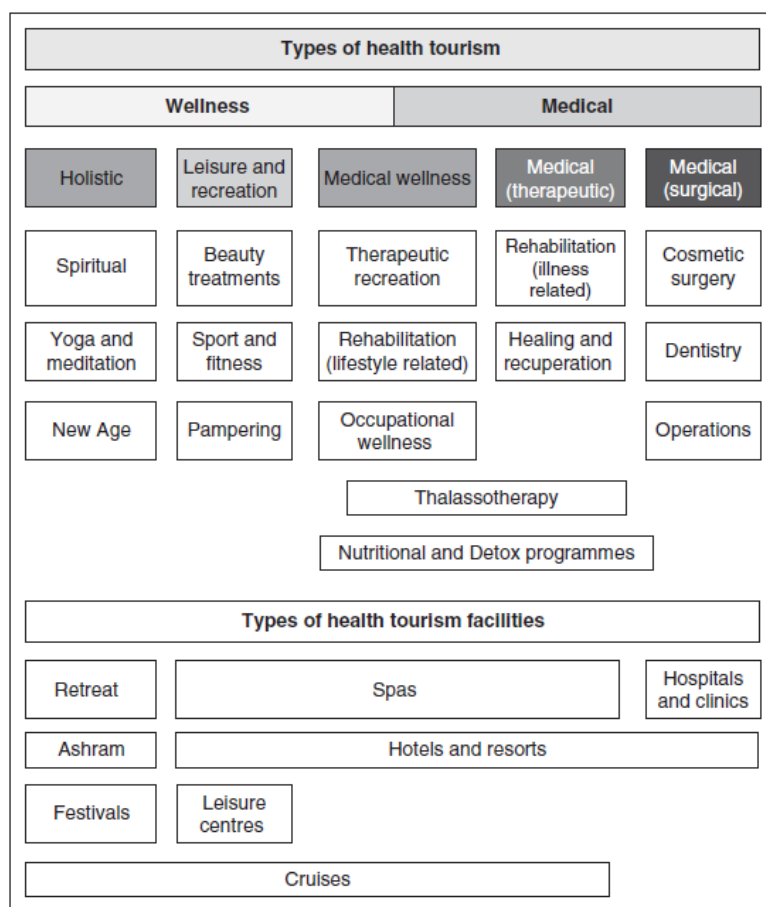 Types of health tourism
Wellness
Medical
Holistic
Leisure and
recreation
Medical wellness
Medical
(therapeutic)
Medical
(surgical)
Spiritual
Beauty
treatments
Therapeutic
recreation
Rehabilitation
(illness
related)
Cosmetic
surgery
Yoga and
meditation
Sport and
fitness
Rehabilitation
(lifestyle related)
Healing and
recuperation
Dentistry
New Age
Pampering
Occupational
wellness
Operations
Thalassotherapy
Nutritional and Detox programmes
Types of health tourism facilities
Retreat
Spas
Hospitals
and clinics
Ashram
Hotels and resorts
Festivals
Leisure
centres
Cruises